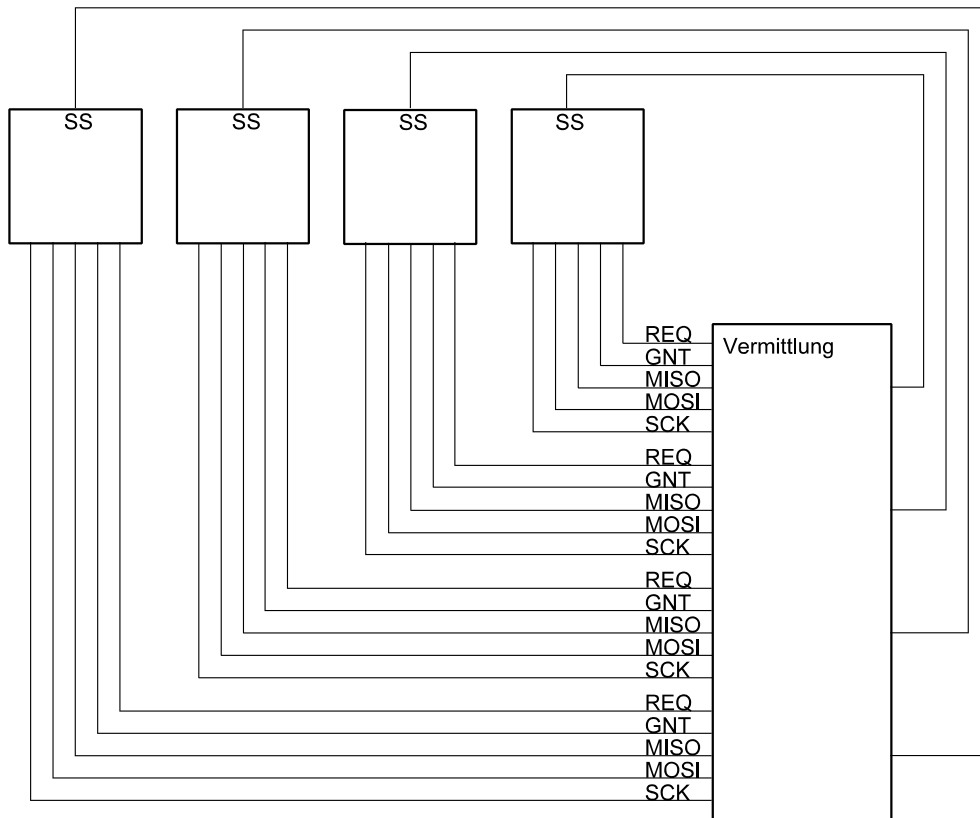 SS
SS
SS
SS
Vermittlung
REQ
GNT
MISO
MOSI
SCK
REQ
GNT
MISO
MOSI
SCK
REQ
GNT
MISO
MOSI
SCK
REQ
GNT
MISO
MOSI
SCK